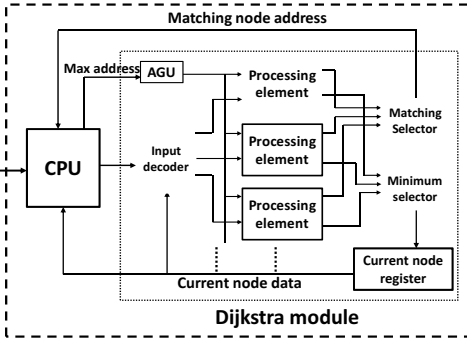 Matching node address
Max address
AGU
Processing
element
Matching
Selector
CPU
Input
decoder
Processing
element
Minimum
selector
Processing
element
Current node
register
Current node data
Dijkstra module